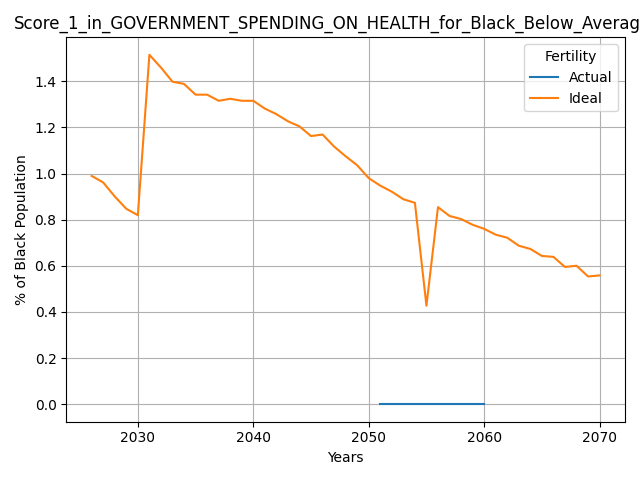 Score_1_in_GOVERNMENT_SPENDING_ON_HEALTH_for_Black_Below_Averag
% of Black Population
1.4
1.2
1.0
0.8
0.6
0.4
0.2
0.0
Fertility
Actual
Ideal
2030 2040 2050 2060 2070
Years